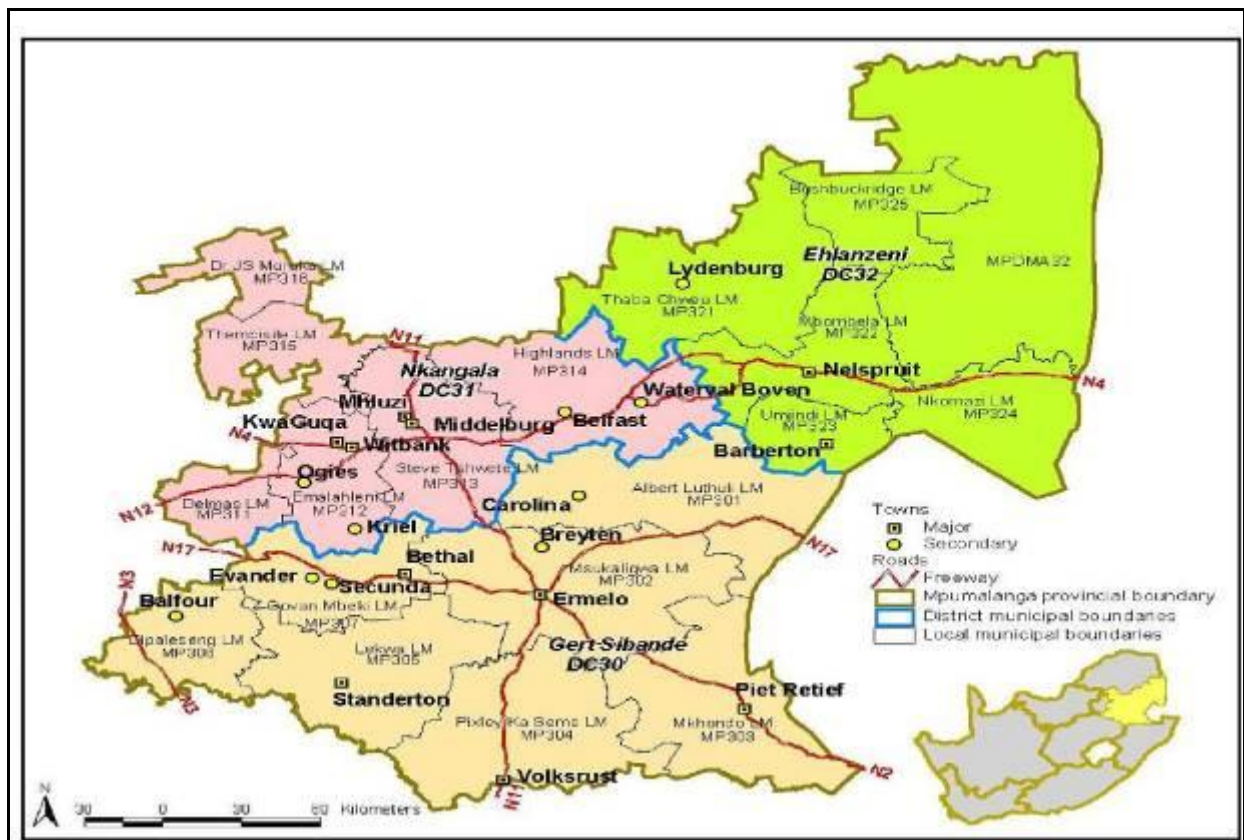 Bushbuckridge LM
MP325
Ehlanzeni
DC32
MPDMA32
Lydenburg
Dr JS Moroka LM
MP316
Thaba Chweu LM
MP321
Mbombela LM
MP322
Thembisile LM
MP315
N11
Highlands LM
MP314
Nkangala
DC31
Nelspruit
N4
Waterval Boven
Nkomazi LM
MP324
Mhluzi
KwaGuqa
Middelburg
Belfast
Umjindi LM
MP323
N4
Witbank
Barberton
Ogies
Steve Tshwete LM
MP313
Emalahleni LM
MP312
Delmas LM
MP311
N12
Carolina
Albert Luthuli LM
MP301
Kriel
Breyten
N17
N17
Bethal
Msukaligwa LM
MP302
Evander
Secunda
N3
Balfour
Govan Mbeki LM
MP307
Ermelo
Dipaleseng LM
MP306
Lekwa LM
MP305
Gert Sibande
DC30
N3
Standerton
Piet Retief
Pixley Ka Seme LM
MP304
Mkhondo LM
MP303
N2
Volksrust
N11
Towns
Major
Secondary
Roads
Freeway
Mpumalanga provincial boundary
District municipal boundaries
Local municipal boundaries
N
30 0 30 60 Kilometers